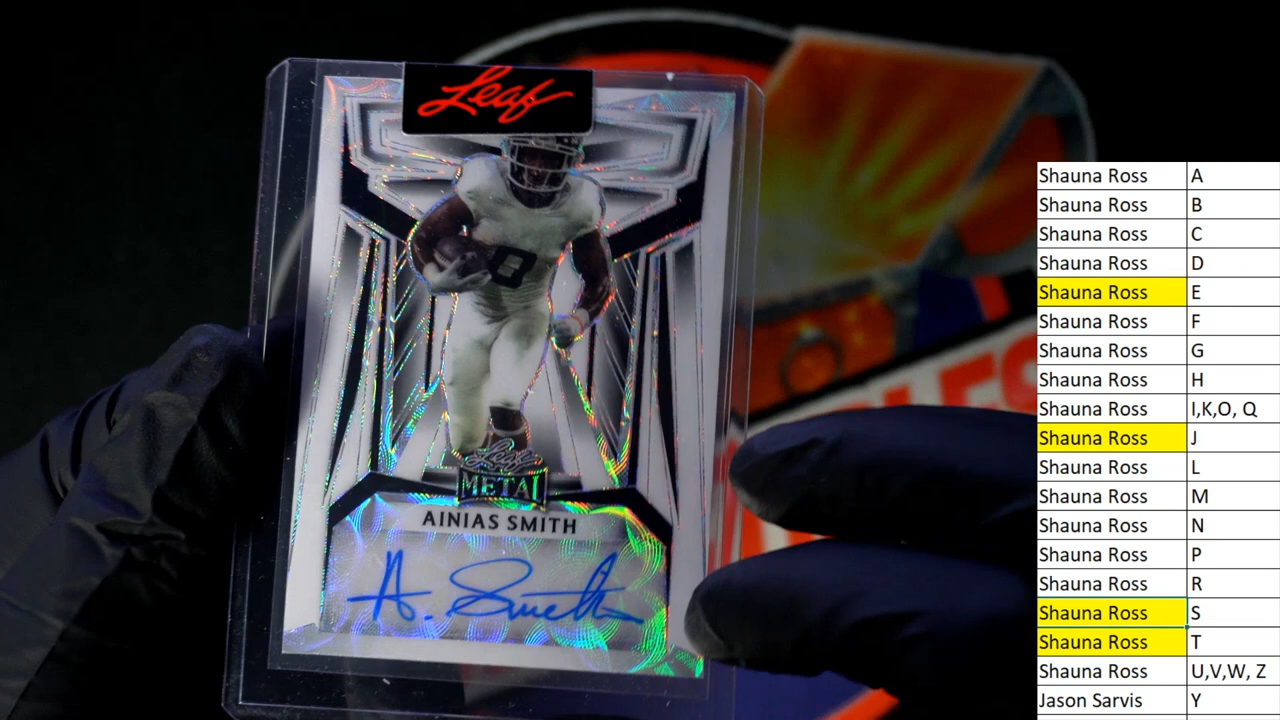 Leaf
0
Leaf
METAL
AINIAS SMITH
A. Smith
Shauna Ross A
Shauna Ross B
Shauna Ross C
Shauna Ross D
Shauna Ross E
Shauna Ross F
Shauna Ross G
Shauna Ross H
Shauna Ross I,K,O, Q
Shauna Ross J
Shauna Ross L
Shauna Ross M
Shauna Ross N
Shauna Ross P
Shauna Ross R
Shauna Ross S
Shauna Ross T
Shauna Ross U,V,W, Z
Jason Sarvis Y